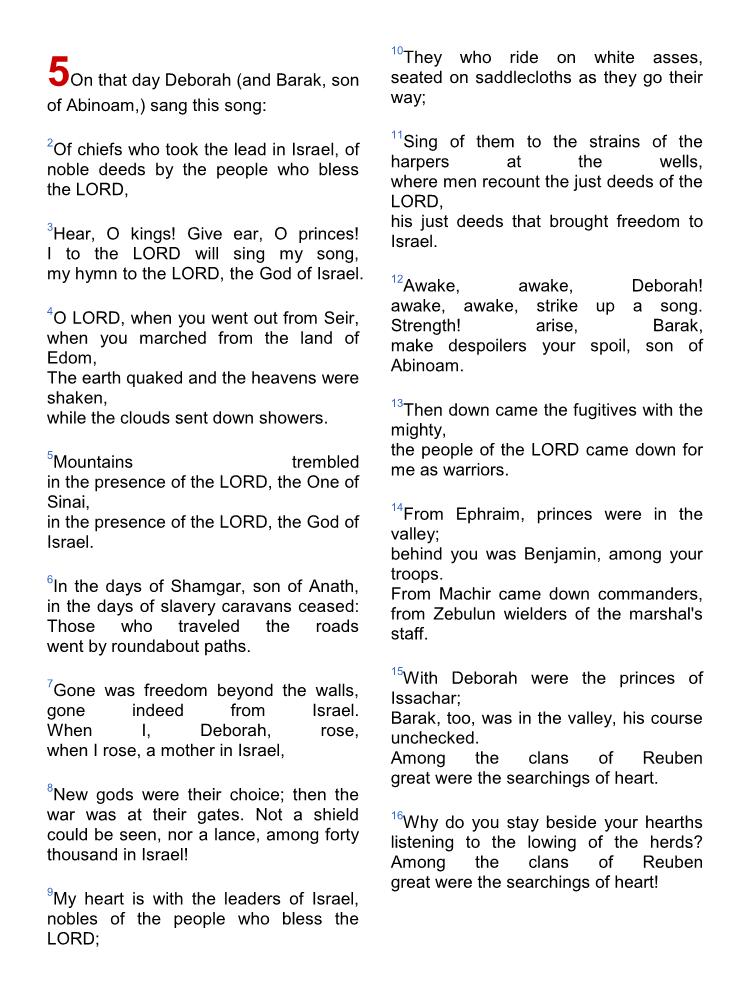 5On that day Deborah (and Barak, son
of Abinoam,) sang this song:
2Of chiefs who took the lead in Israel, of
noble deeds by the people who bless
the LORD,
3Hear, O kings! Give ear, O princes!
I to the LORD will sing my song,
my hymn to the LORD, the God of Israel.
4O LORD, when you went out from Seir,
when you marched from the land of
Edom,
The earth quaked and the heavens were
shaken,
while the clouds sent down showers.
5Mountains trembled
in the presence of the LORD, the One of
Sinai,
in the presence of the LORD, the God of
Israel.
6In the days of Shamgar, son of Anath,
in the days of slavery caravans ceased:
Those who traveled the roads
went by roundabout paths.
7Gone was freedom beyond the walls,
gone indeed from Israel.
When I, Deborah, rose,
when I rose, a mother in Israel,
8New gods were their choice; then the
war was at their gates. Not a shield
could be seen, nor a lance, among forty
thousand in Israel!
9My heart is with the leaders of Israel,
nobles of the people who bless the
LORD;
10They who ride on white asses,
seated on saddlecloths as they go their
way;
11Sing of them to the strains of the
harpers at the wells,
where men recount the just deeds of the
LORD,
his just deeds that brought freedom to
Israel.
12Awake, awake, Deborah!
awake, awake, strike up a song.
Strength! arise, Barak,
make despoilers your spoil, son of
Abinoam.
13Then down came the fugitives with the
mighty,
the people of the LORD came down for
me as warriors.
14From Ephraim, princes were in the
valley;
behind you was Benjamin, among your
troops.
From Machir came down commanders,
from Zebulun wielders of the marshal's
staff.
15With Deborah were the princes of
Issachar;
Barak, too, was in the valley, his course
unchecked.
Among the clans of Reuben
great were the searchings of heart.
16Why do you stay beside your hearths
listening to the lowing of the herds?
Among the clans of Reuben
great were the searchings of heart!